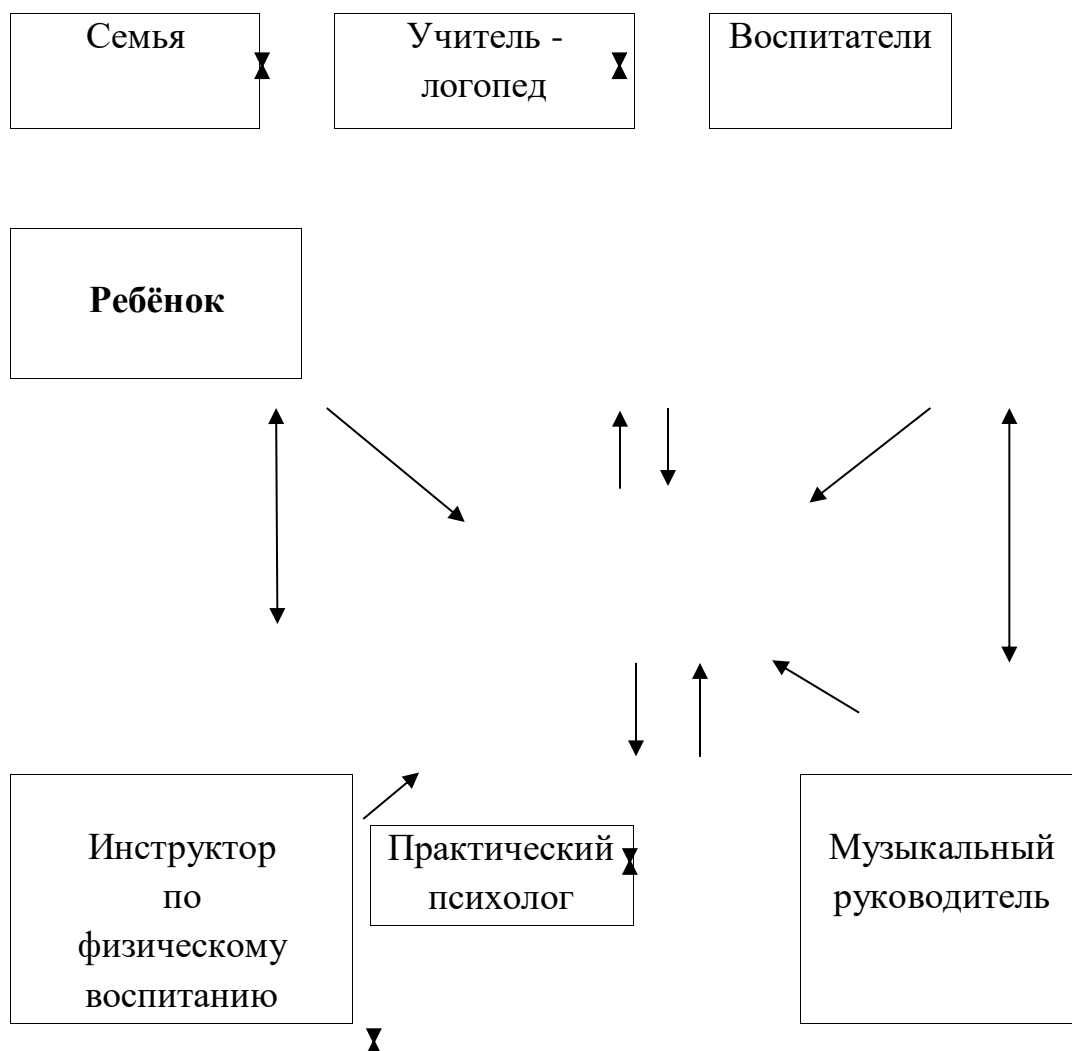 Семья
Учитель -
логопед
Воспитатели
Ребёнок
Инструктор
по
физическому
воспитанию
Практический
психолог
Музыкальный
руководитель